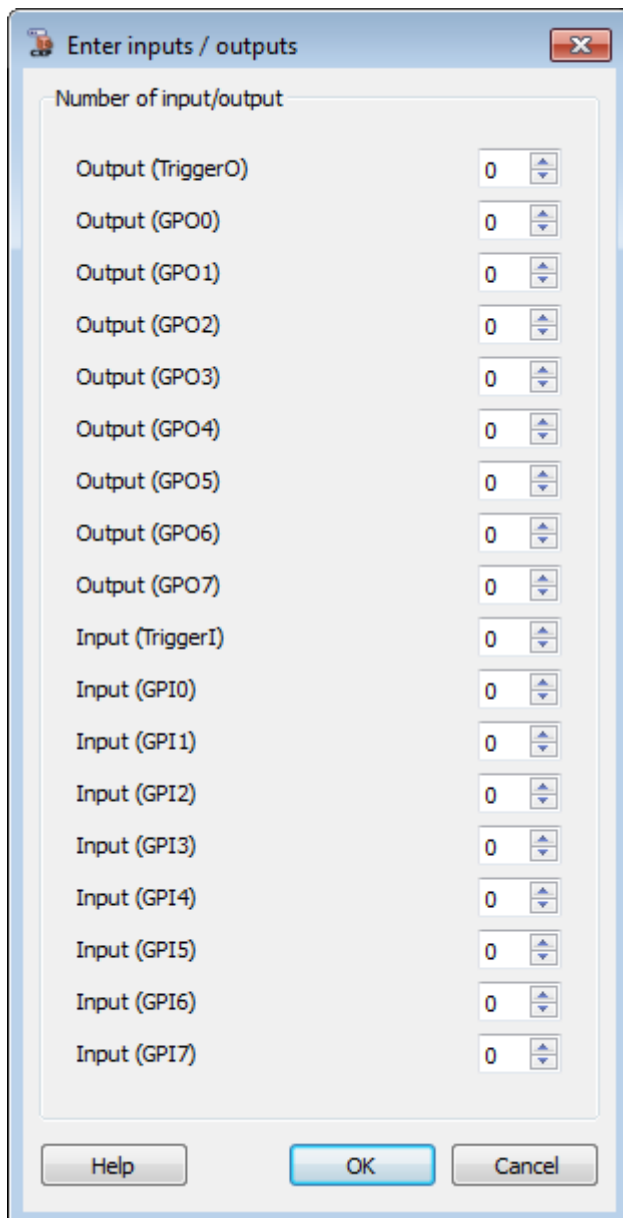 Enter inputs / outputs
Number of input/output
Output (TriggerO) 0
Output (GPO0) 0
Output (GPO1) 0
Output (GPO2) 0
Output (GPO3) 0
Output (GPO4) 0
Output (GPO5) 0
Output (GPO6) 0
Output (GPO7) 0
Input (TriggerI) 0
Input (GPI0) 0
Input (GPI1) 0
Input (GPI2) 0
Input (GPI3) 0
Input (GPI4) 0
Input (GPI5) 0
Input (GPI6) 0
Input (GPI7) 0
Help OK Cancel